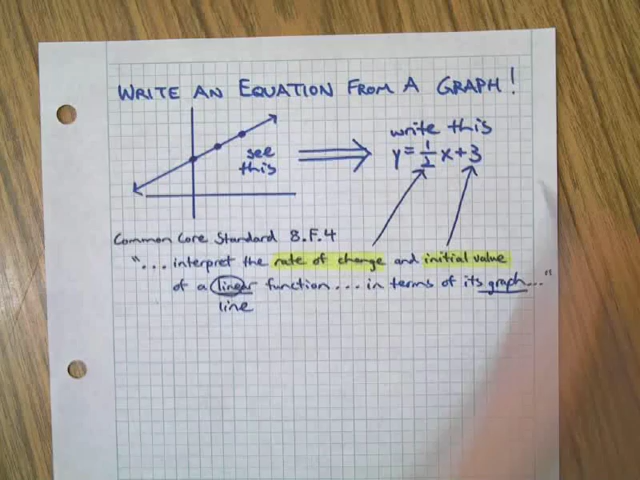 WRITE AN EQUATION FROM A GRAPH!
see this
write this
y = 1/2 x + 3
Common Core Standard 8.F.4
"... interpret the rate of change and initial value
of a linear function... in terms of its graph..."
line